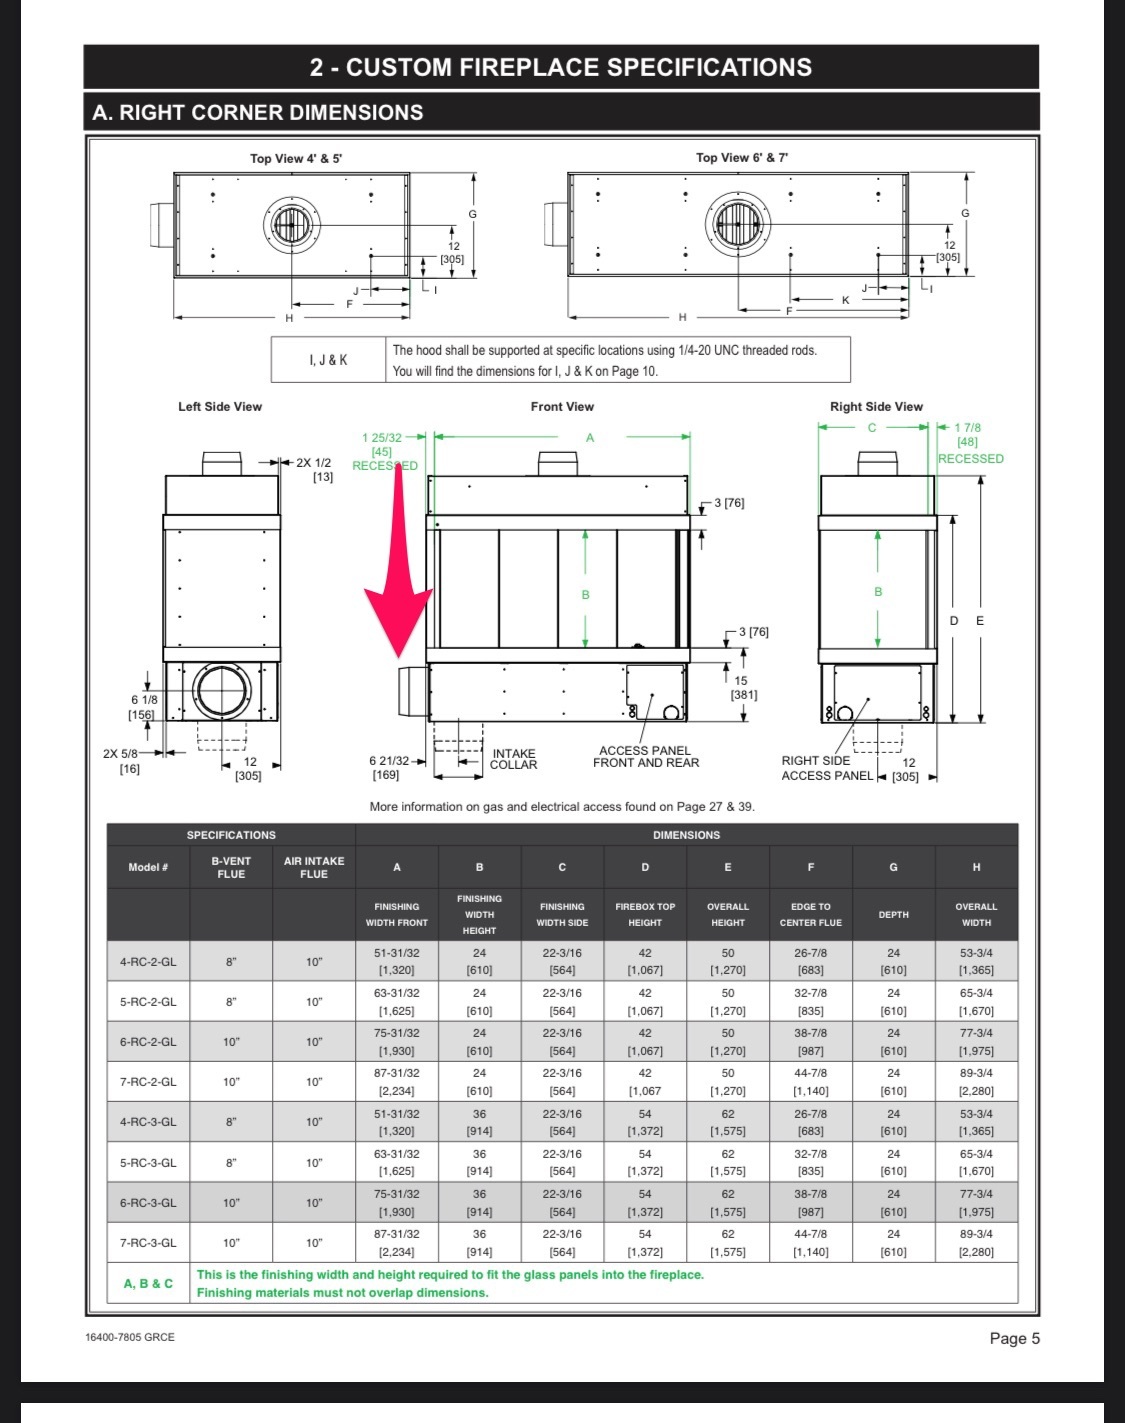 2 - CUSTOM FIREPLACE SPECIFICATIONS
A. RIGHT CORNER DIMENSIONS
Top View 4' & 5'
G
12
[305]
J
I
F
H
Top View 6' & 7'
G
12
[305]
J
I
K
F
H
I, J & K
The hood shall be supported at specific locations using 1/4-20 UNC threaded rods.
You will find the dimensions for I, J & K on Page 10.
Left Side View
2X 1/2
[13]
6 1/8
[156]
2X 5/8
[16]
12
[305]
Front View
1 25/32
[45]
RECESSED
A
3 [76]
B
3 [76]
15
[381]
6 21/32
[169]
INTAKE
COLLAR
ACCESS PANEL
FRONT AND REAR
Right Side View
C
1 7/8
[48]
RECESSED
B
D
E
RIGHT SIDE
ACCESS PANEL
12
[305]
More information on gas and electrical access found on Page 27 & 39.
SPECIFICATIONS DIMENSIONS
Model # B-VENT FLUE AIR INTAKE FLUE A B C D E F G H
FINISHING WIDTH FRONT FINISHING WIDTH HEIGHT FINISHING WIDTH SIDE FIREBOX TOP HEIGHT OVERALL HEIGHT EDGE TO CENTER FLUE DEPTH OVERALL WIDTH
4-RC-2-GL 8” 10” 51-31/32 [1,320] 24 [610] 22-3/16 [564] 42 [1,067] 50 [1,270] 26-7/8 [683] 24 [610] 53-3/4 [1,365]
5-RC-2-GL 8” 10” 63-31/32 [1,625] 24 [610] 22-3/16 [564] 42 [1,067] 50 [1,270] 32-7/8 [835] 24 [610] 65-3/4 [1,670]
6-RC-2-GL 10” 10” 75-31/32 [1,930] 24 [610] 22-3/16 [564] 42 [1,067] 50 [1,270] 38-7/8 [987] 24 [610] 77-3/4 [1,975]
7-RC-2-GL 10” 10” 87-31/32 [2,234] 24 [610] 22-3/16 [564] 42 [1,067 50 [1,270] 44-7/8 [1,140] 24 [610] 89-3/4 [2,280]
4-RC-3-GL 8” 10” 51-31/32 [1,320] 36 [914] 22-3/16 [564] 54 [1,372] 62 [1,575] 26-7/8 [683] 24 [610] 53-3/4 [1,365]
5-RC-3-GL 8” 10” 63-31/32 [1,625] 36 [914] 22-3/16 [564] 54 [1,372] 62 [1,575] 32-7/8 [835] 24 [610] 65-3/4 [1,670]
6-RC-3-GL 10” 10” 75-31/32 [1,930] 36 [914] 22-3/16 [564] 54 [1,372] 62 [1,575] 38-7/8 [987] 24 [610] 77-3/4 [1,975]
7-RC-3-GL 10” 10” 87-31/32 [2,234] 36 [914] 22-3/16 [564] 54 [1,372] 62 [1,575] 44-7/8 [1,140] 24 [610] 89-3/4 [2,280]
A, B & C
This is the finishing width and height required to fit the glass panels into the fireplace.
Finishing materials must not overlap dimensions.
16400-7805 GRCE
Page 5